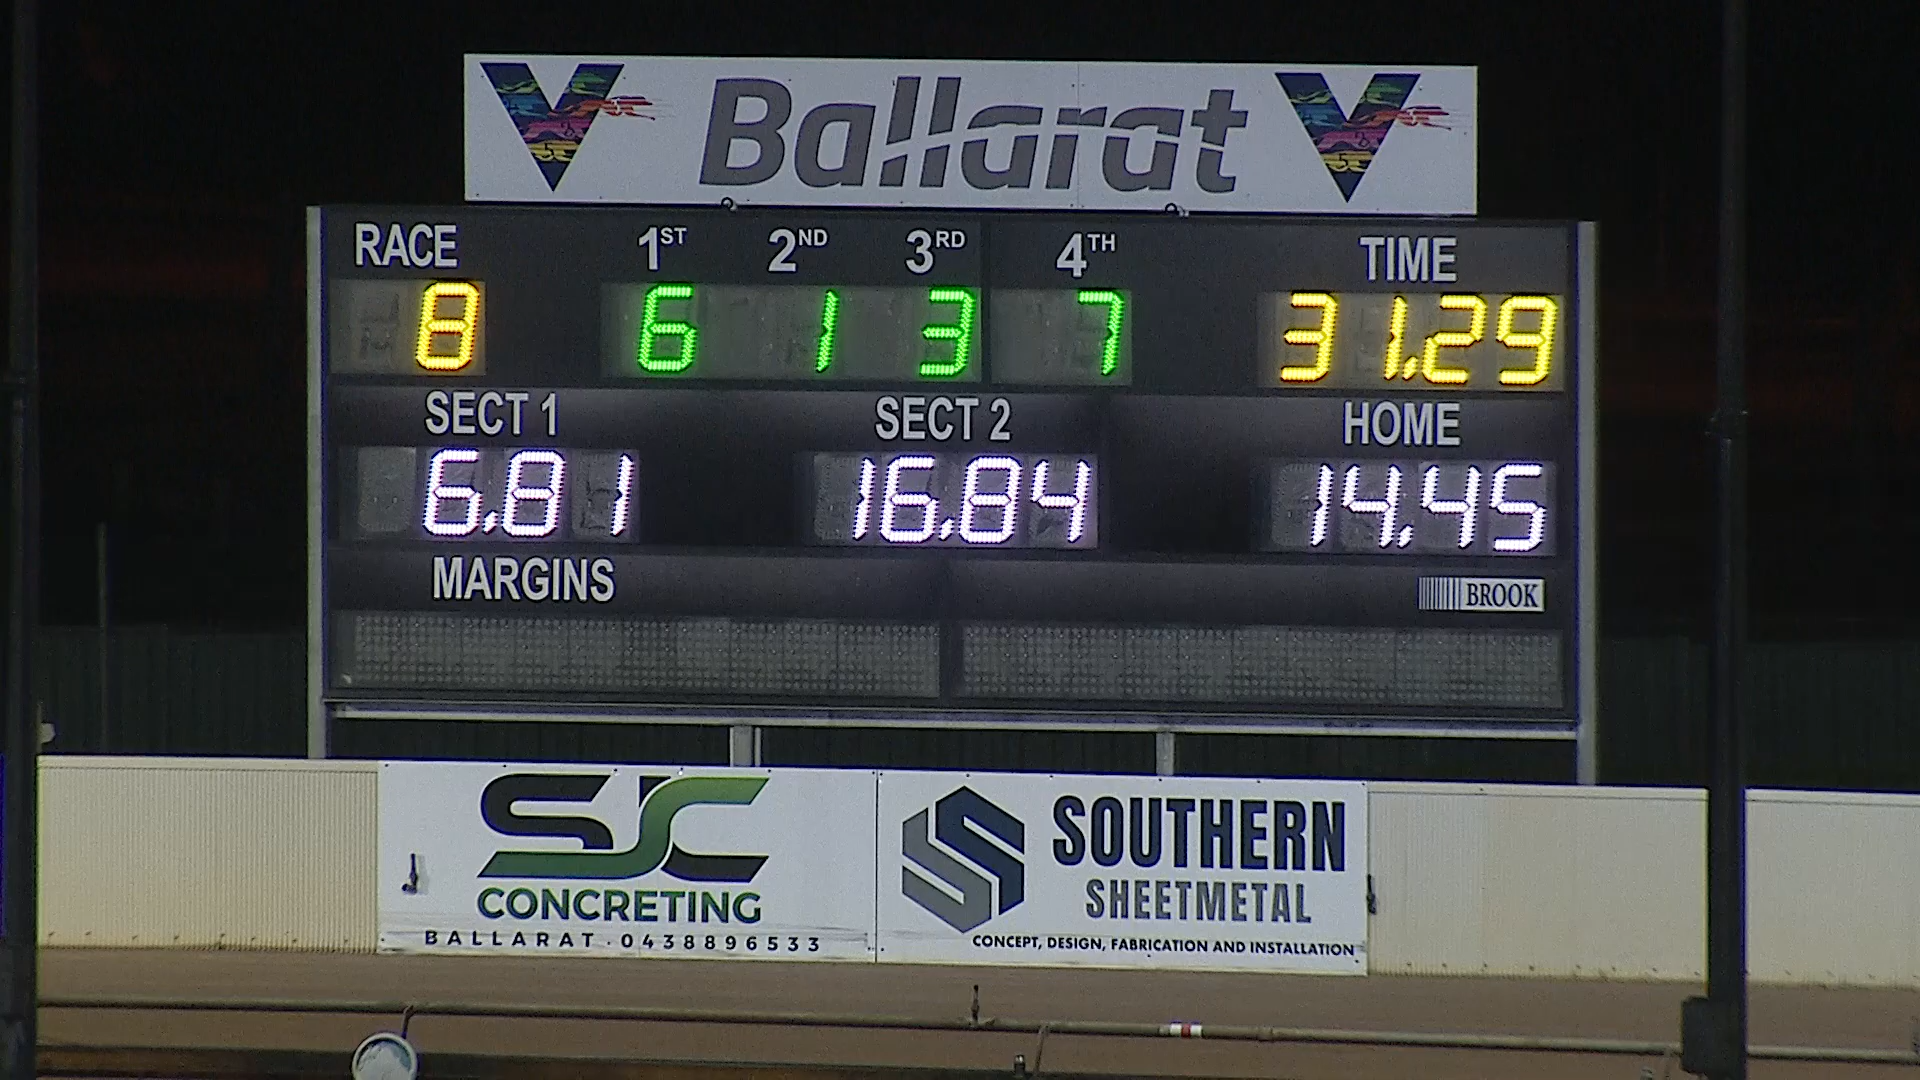 Ballarat
RACE 1ST 2ND 3RD 4TH TIME
8 6 1 3 7 31.29
SECT 1 SECT 2 HOME
6.81 16.84 14.45
MARGINS BROOK
SJC
CONCRETING
BALLARAT · 0438896533
SOUTHERN
SHEETMETAL
CONCEPT, DESIGN, FABRICATION AND INSTALLATION